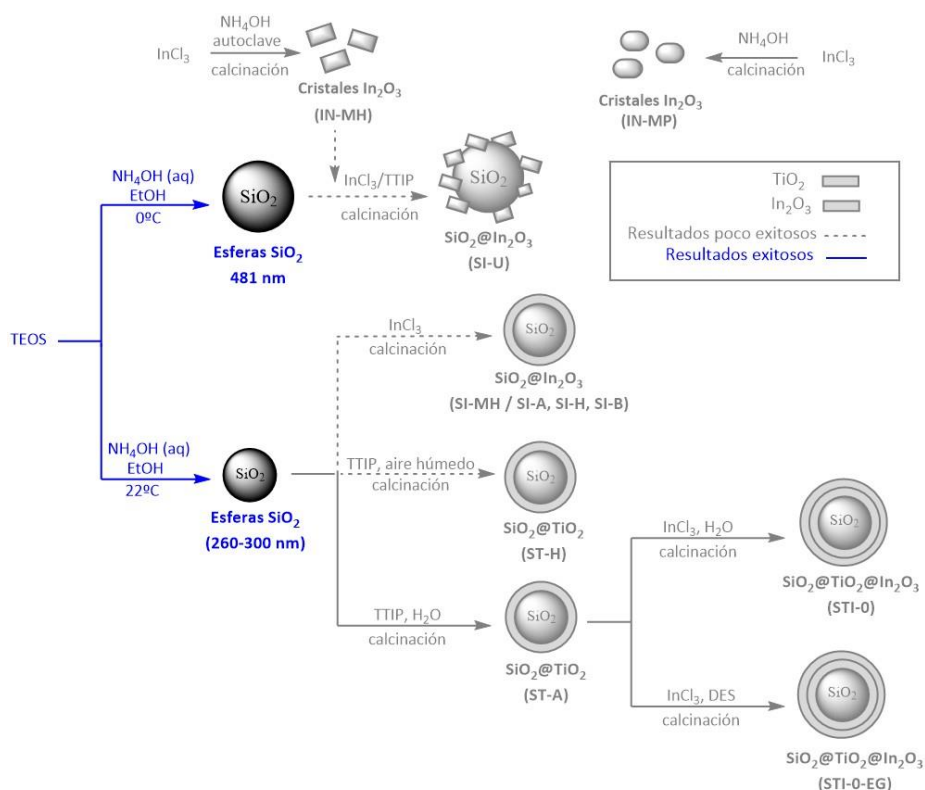 NH₄OH
autoclave
InCl₃
calcinación
Cristales In₂O₃
(IN-MH)
NH₄OH
calcinación
InCl₃
Cristales In₂O₃
(IN-MP)
NH₄OH (aq)
EtOH
0ºC
SiO₂
Esferas SiO₂
481 nm
InCl₃/TTIP
calcinación
SiO₂
SiO₂@In₂O₃
(SI-U)
TiO₂
In₂O₃
Resultados poco exitosos
Resultados exitosos
TEOS
InCl₃
calcinación
SiO₂
SiO₂@In₂O₃
(SI-MH / SI-A, SI-H, SI-B)
NH₄OH (aq)
EtOH
22ºC
SiO₂
Esferas SiO₂
(260-300 nm)
TTIP, aire húmedo
calcinación
SiO₂
SiO₂@TiO₂
(ST-H)
TTIP, H₂O
calcinación
SiO₂
SiO₂@TiO₂
(ST-A)
InCl₃, H₂O
calcinación
SiO₂
SiO₂@TiO₂@In₂O₃
(STI-0)
InCl₃, DES
calcinación
SiO₂
SiO₂@TiO₂@In₂O₃
(STI-0-EG)